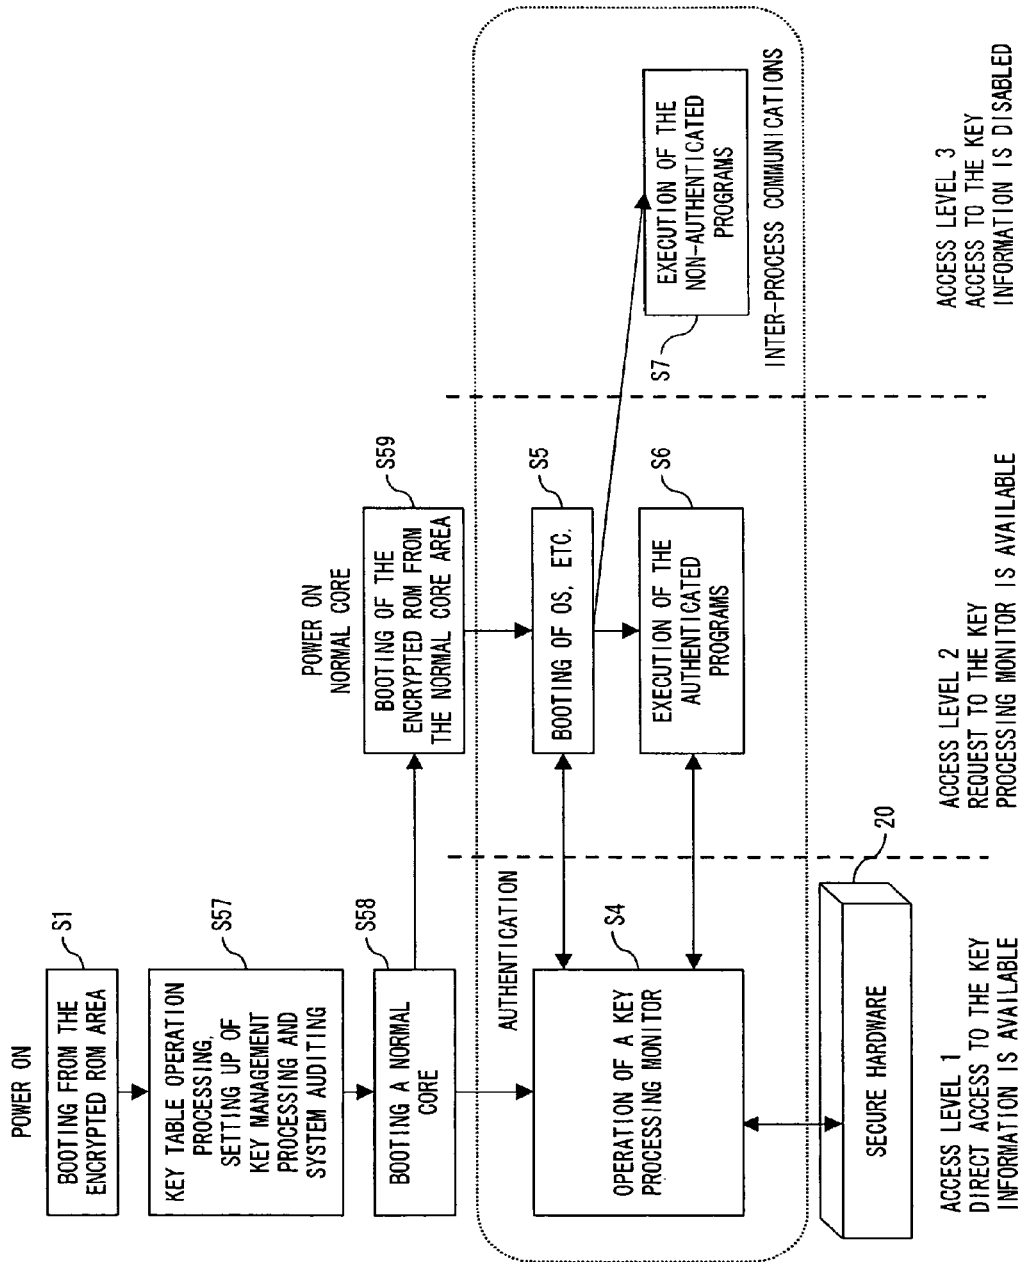 POWER ON
S1
BOOTING FROM THE
ENCRYPTED ROM AREA
S57
KEY TABLE OPERATION
PROCESSING,
SETTING UP OF
KEY MANAGEMENT
PROCESSING AND
SYSTEM AUDITING
S58
BOOTING A NORMAL
CORE
POWER ON
NORMAL CORE
S59
BOOTING OF THE
ENCRYPTED ROM FROM
THE NORMAL CORE AREA
AUTHENTICATION
S4
OPERATION OF A KEY
PROCESSING MONITOR
S5
BOOTING OF OS, ETC.
S6
EXECUTION OF THE
AUTHENTICATED
PROGRAMS
EXECUTION OF THE
NON-AUTHENTICATED
PROGRAMS
S7
INTER-PROCESS COMMUNICATIONS
20
SECURE HARDWARE
ACCESS LEVEL 1
DIRECT ACCESS TO THE KEY
INFORMATION IS AVAILABLE
ACCESS LEVEL 2
REQUEST TO THE KEY
PROCESSING MONITOR IS AVAILABLE
ACCESS LEVEL 3
ACCESS TO THE KEY
INFORMATION IS DISABLED